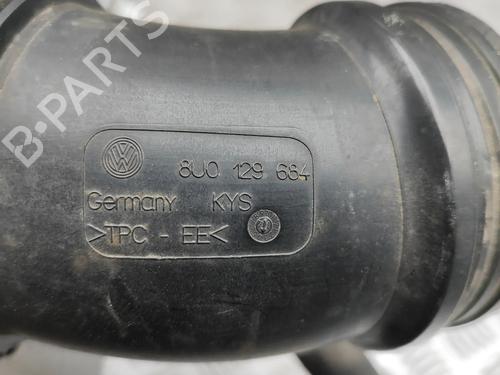 B-Parts
8U0 129 684
Germany KYS
>TPC - EE<